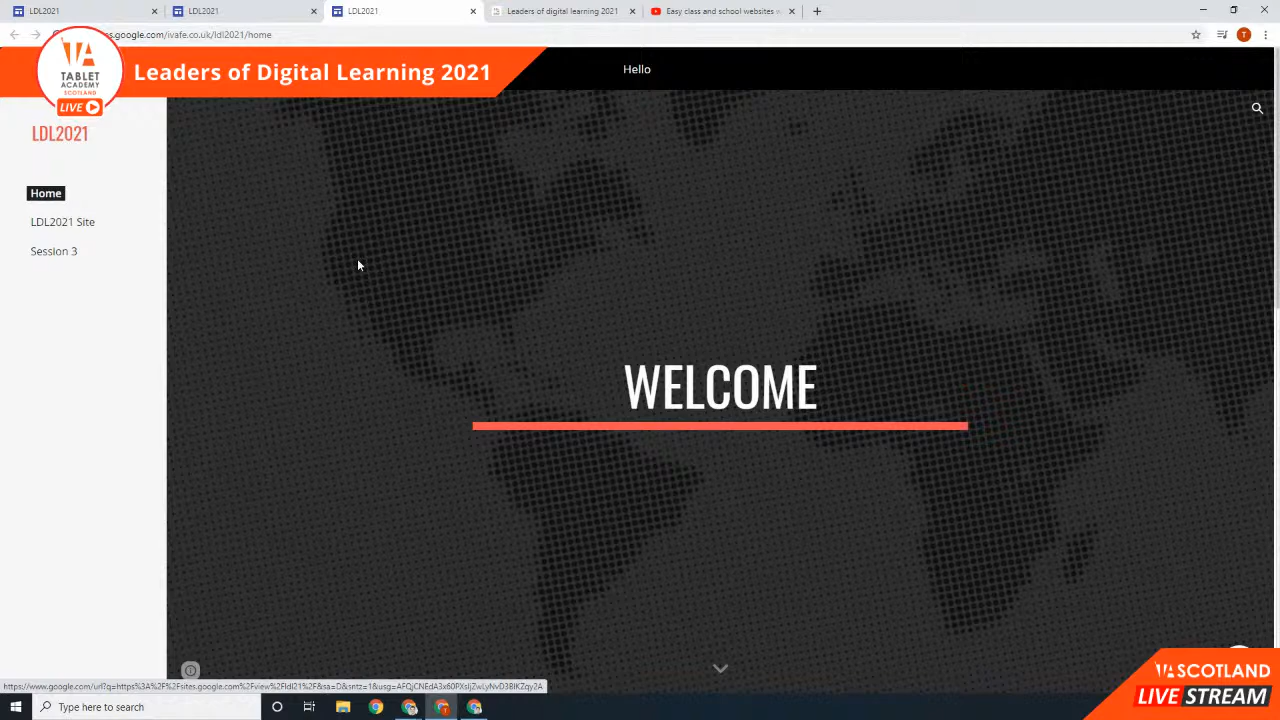 LDL2021
LDL2021
LDL2021
Leaders of digital learning 2021
Easy class and school websites w
.google.com/ivafe.co.uk/ldl2021/home
T
TABLET
ACADEMY
SCOTLAND
LIVE
Leaders of Digital Learning 2021
Hello
LDL2021
Home
LDL2021 Site
Session 3
WELCOME
SCOTLAND
LIVE STREAM
Type here to search